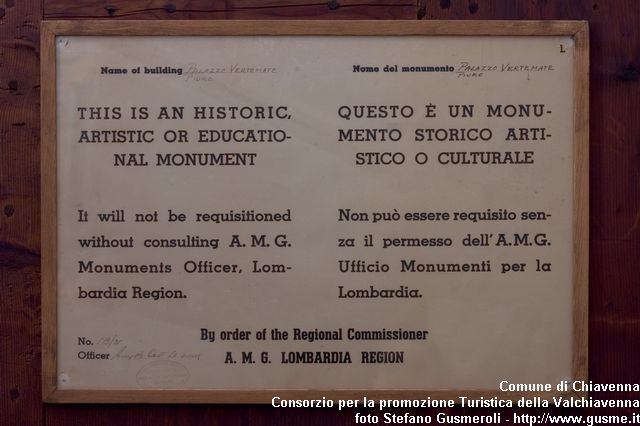 1.
Name of building Palazzo Vertemate
Piuro
THIS IS AN HISTORIC,
ARTISTIC OR EDUCATIO-
NAL MONUMENT
It will not be requisitioned
without consulting A. M. G.
Monuments Officer, Lom-
bardia Region.
Nome del monumento Palazzo Vertemate
Piuro
QUESTO È UN MONU-
MENTO STORICO ARTI-
STICO O CULTURALE
Non può essere requisito sen-
za il permesso dell'A.M.G.
Ufficio Monumenti per la
Lombardia.
No.
Officer
By order of the Regional Commissioner
A. M. G. LOMBARDIA REGION
Comune di Chiavenna
Consorzio per la promozione Turistica della Valchiavenna
foto Stefano Gusmeroli - http://www.gusme.it